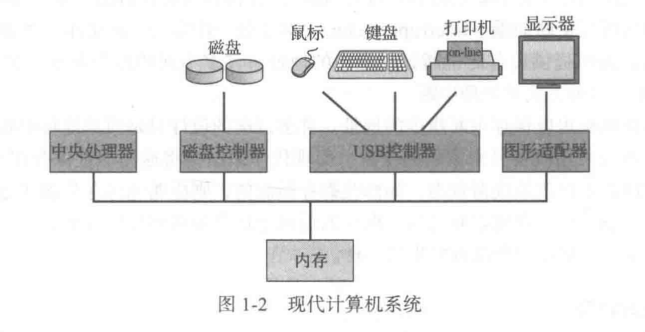 磁盘
鼠标
键盘
打印机
显示器
on-line
中央处理器
磁盘控制器
USB控制器
图形适配器
内存
图 1-2 现代计算机系统